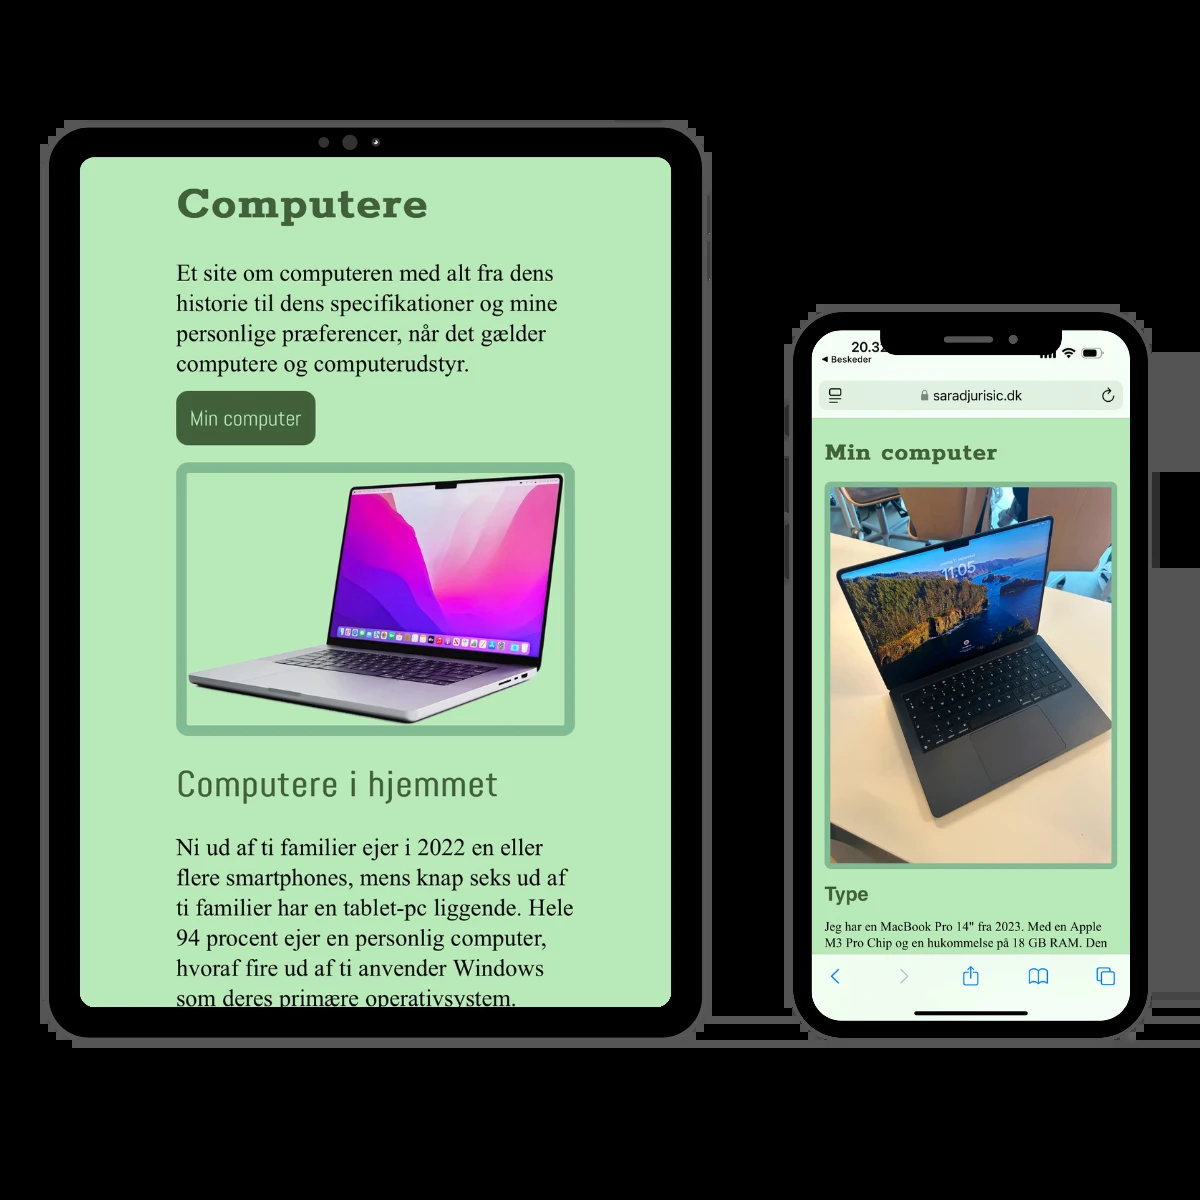 Computere
Et site om computeren med alt fra dens
historie til dens specifikationer og mine
personlige præferencer, når det gælder
computere og computerudstyr.
Min computer
Computere i hjemmet
Ni ud af ti familier ejer i 2022 en eller
flere smartphones, mens knap seks ud af
ti familier har en tablet-pc liggende. Hele
94 procent ejer en personlig computer,
hvoraf fire ud af ti anvender Windows
som deres primære operativsystem.
Beskeder
saradjurisic.dk
Min computer
11:05
Type
Jeg har en MacBook Pro 14" fra 2023. Med en Apple
M3 Pro Chip og en hukommelse på 18 GB RAM. Den